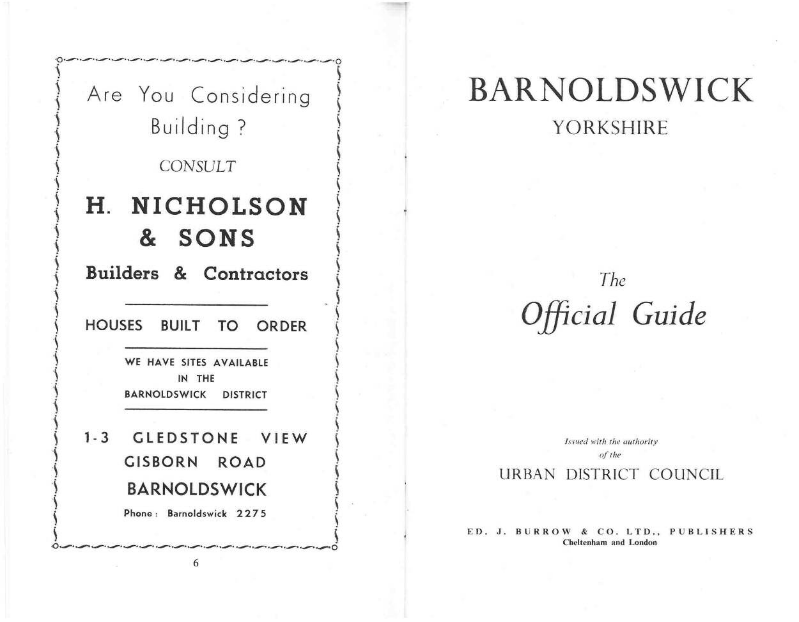 Are You Considering
Building ?
CONSULT
H. NICHOLSON
& SONS
Builders & Contractors
HOUSES BUILT TO ORDER
WE HAVE SITES AVAILABLE
IN THE
BARNOLDSWICK DISTRICT
1-3 GLEDSTONE VIEW
GISBORN ROAD
BARNOLDSWICK
Phone : Barnoldswick 2275
6
BARNOLDSWICK
YORKSHIRE
The
Official Guide
Issued with the authority
of the
URBAN DISTRICT COUNCIL
ED. J. BURROW & CO. LTD., PUBLISHERS
Cheltenham and London